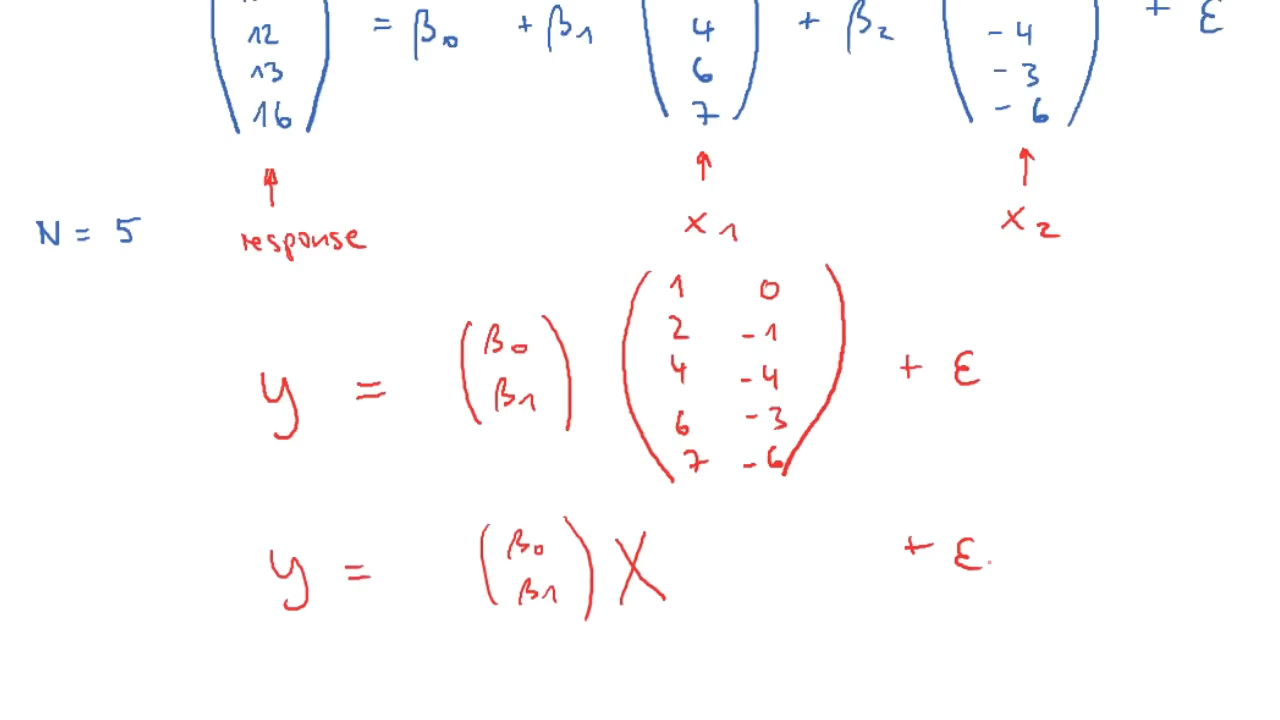 12 = β₀ + β₁ 4 + β₂ -4 + ε
13 6 -3
16 7 -6
N = 5 response x₁ x₂
1 0
β₀ 2 -1
y = 4 -4 + ε
β₁ 6 -3
7 -6
β₀
y = X + ε
β₁